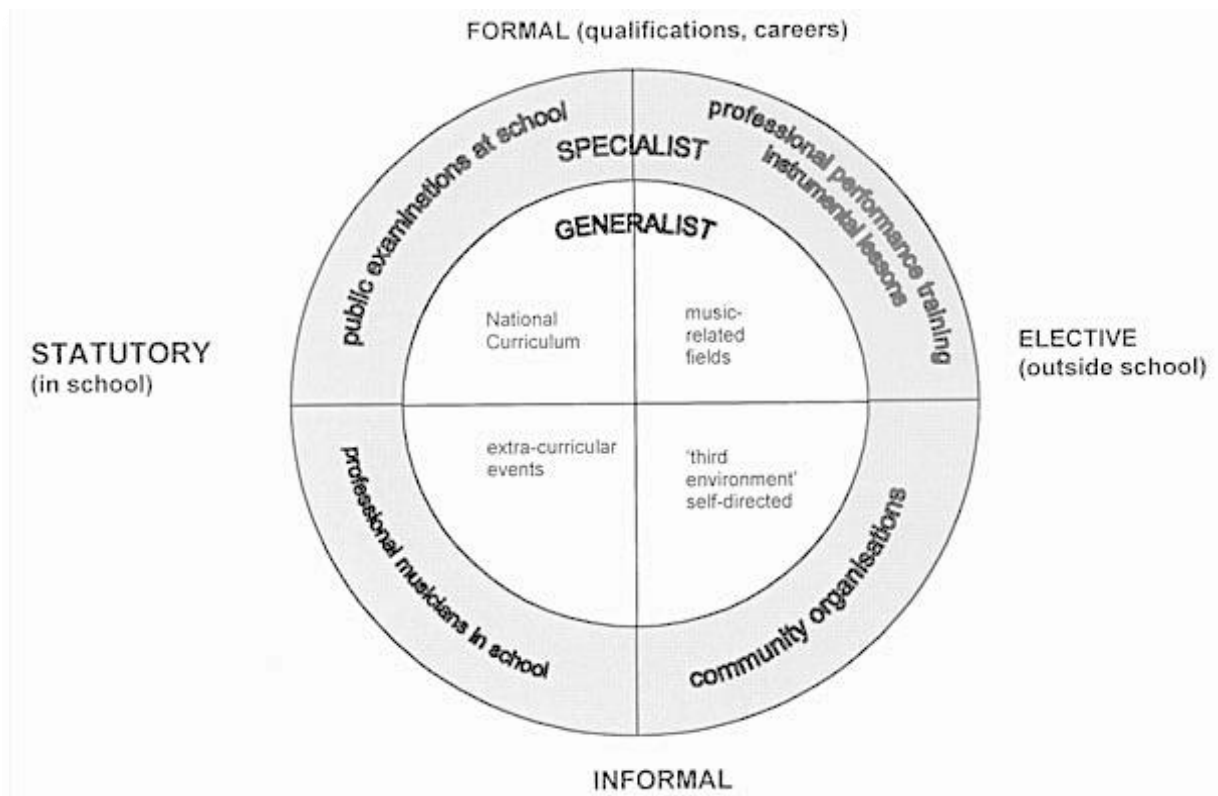 FORMAL (qualifications, careers)
public examinations at school
SPECIALIST
professional performance training
instrumental lessons
GENERALIST
National
Curriculum
music-
related
fields
STATUTORY
(in school)
ELECTIVE
(outside school)
extra-curricular
events
'third
environment'
self-directed
professional musicians in school
community organisations
INFORMAL